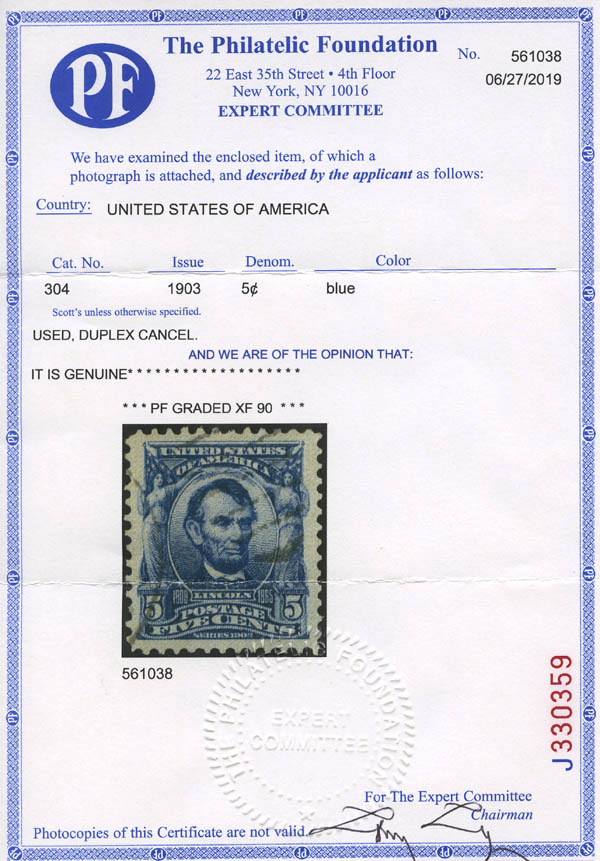 PF
The Philatelic Foundation
22 East 35th Street • 4th Floor
New York, NY 10016
EXPERT COMMITTEE
No. 561038
06/27/2019
We have examined the enclosed item, of which a
photograph is attached, and described by the applicant as follows:
Country: UNITED STATES OF AMERICA
Cat. No. Issue Denom. Color
304 1903 5¢ blue
Scott's unless otherwise specified.
USED, DUPLEX CANCEL.
AND WE ARE OF THE OPINION THAT:
IT IS GENUINE* * * * * * * * * * * * * * * * * * *
* * * PF GRADED XF 90 * * *
UNITED STATES
OF AMERICA
1809 LINCOLN 1865
5 POSTAGE 5
FIVE CENTS
SERIES 1902
561038
THE PHILATELIC FOUNDATION
EXPERT
COMMITTEE
J 330359
For The Expert Committee
Chairman
Photocopies of this Certificate are not valid.